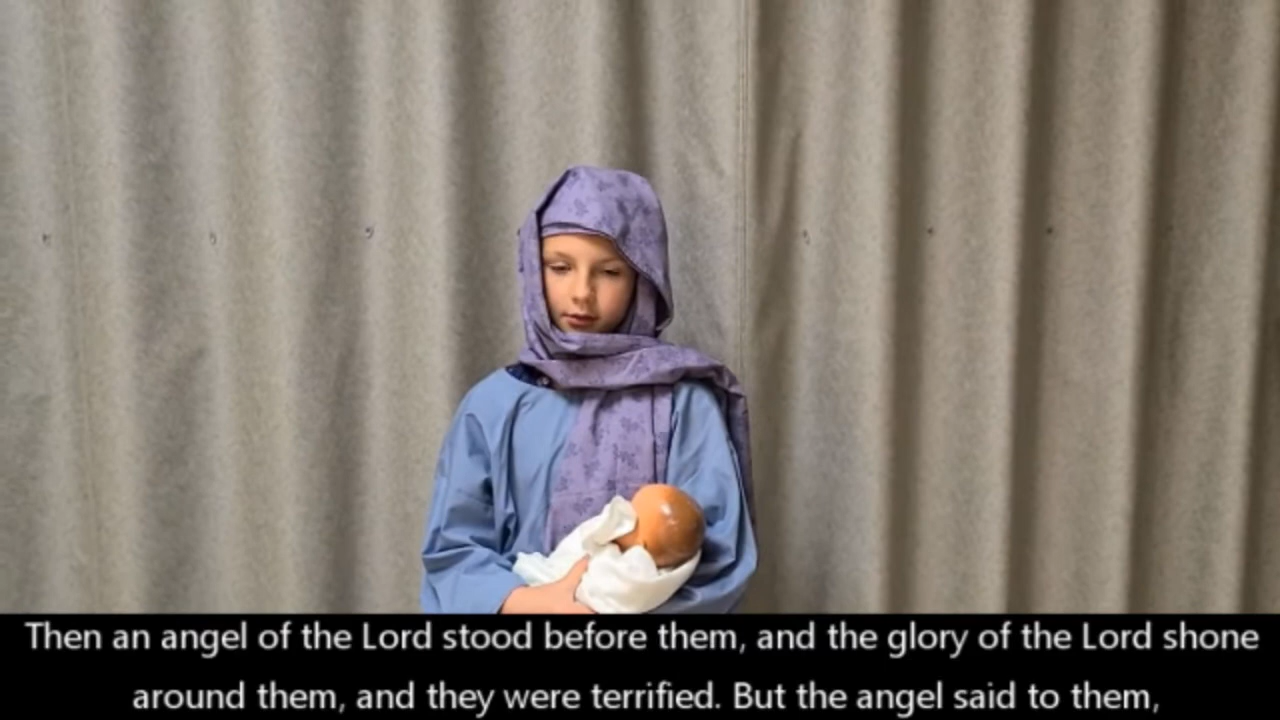 Then an angel of the Lord stood before them, and the glory of the Lord shone
around them, and they were terrified. But the angel said to them,